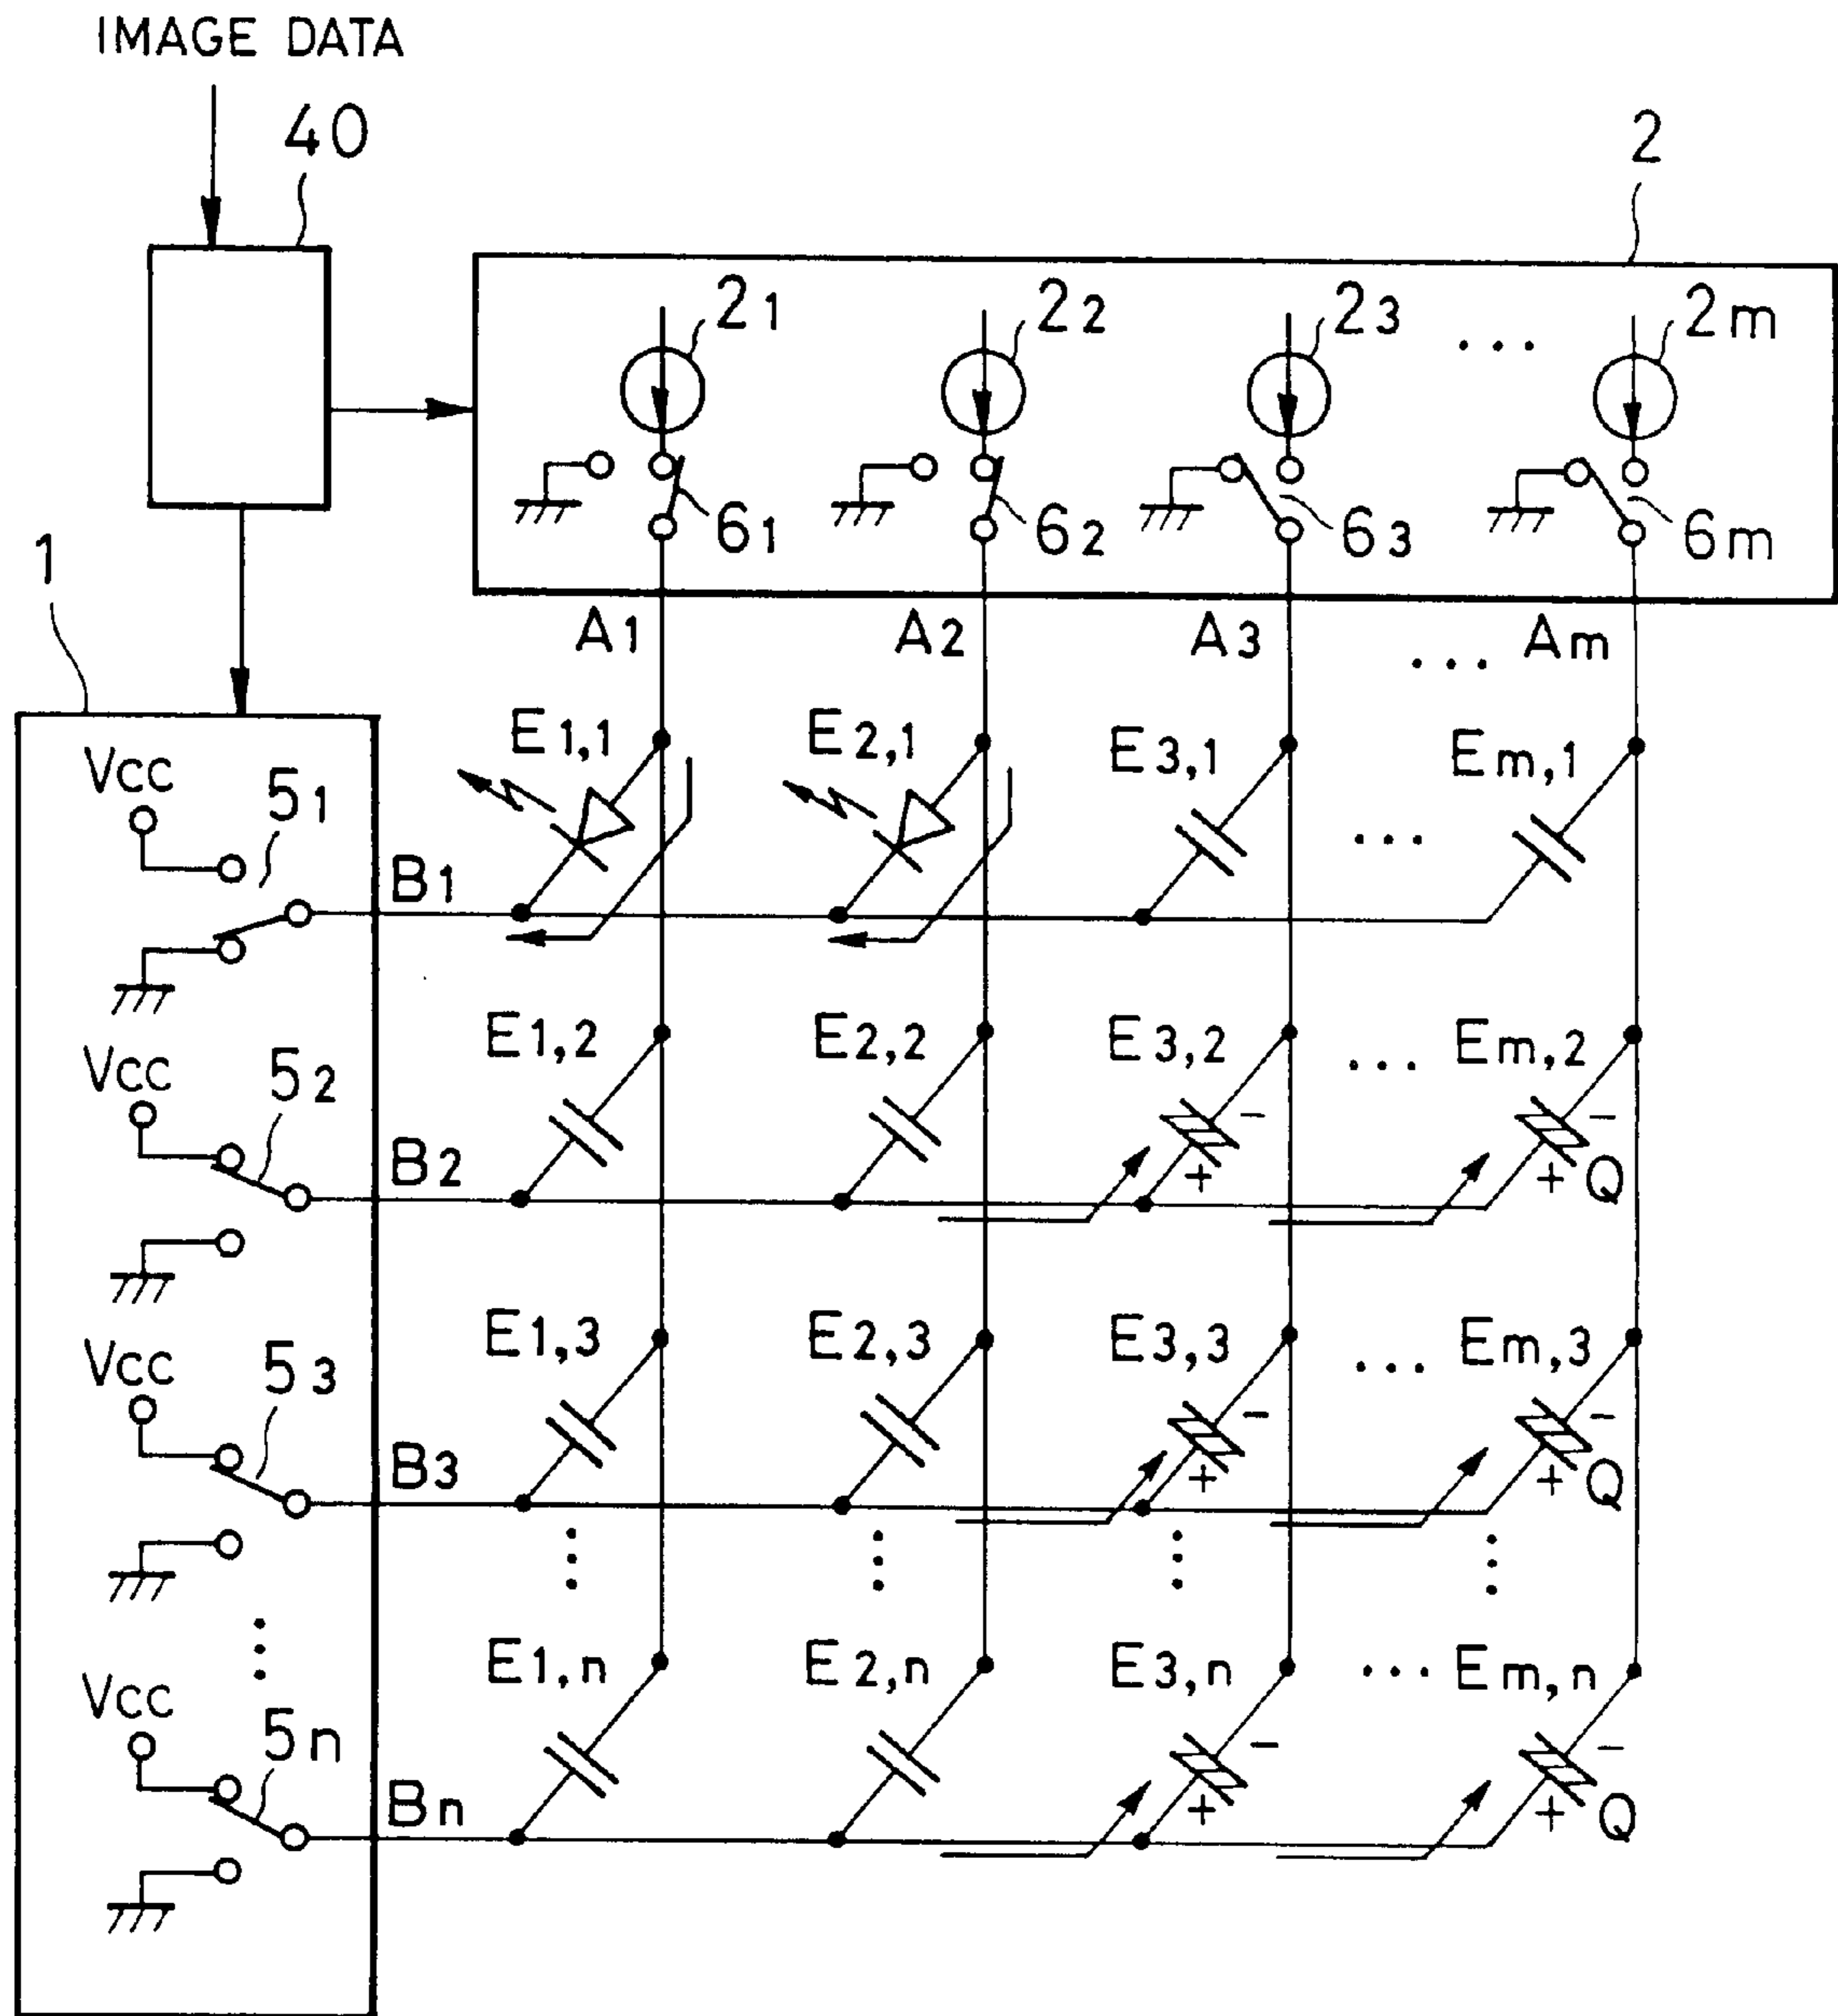 IMAGE DATA
40
2
2₁ 2₂ 2₃ ... 2m
6₁ 6₂ 6₃ 6m
1
A1 A2 A3 ... Am
E1,1 E2,1 E3,1 ... Em,1
Vcc
5₁
B1
E1,2 E2,2 E3,2 ... Em,2
Vcc
5₂
- -
B2
+ + Q
E1,3 E2,3 E3,3 ... Em,3
Vcc
5₃
- -
B3
+ + Q
E1,n E2,n E3,n ... Em,n
Vcc
5n
- -
Bn
+ + Q